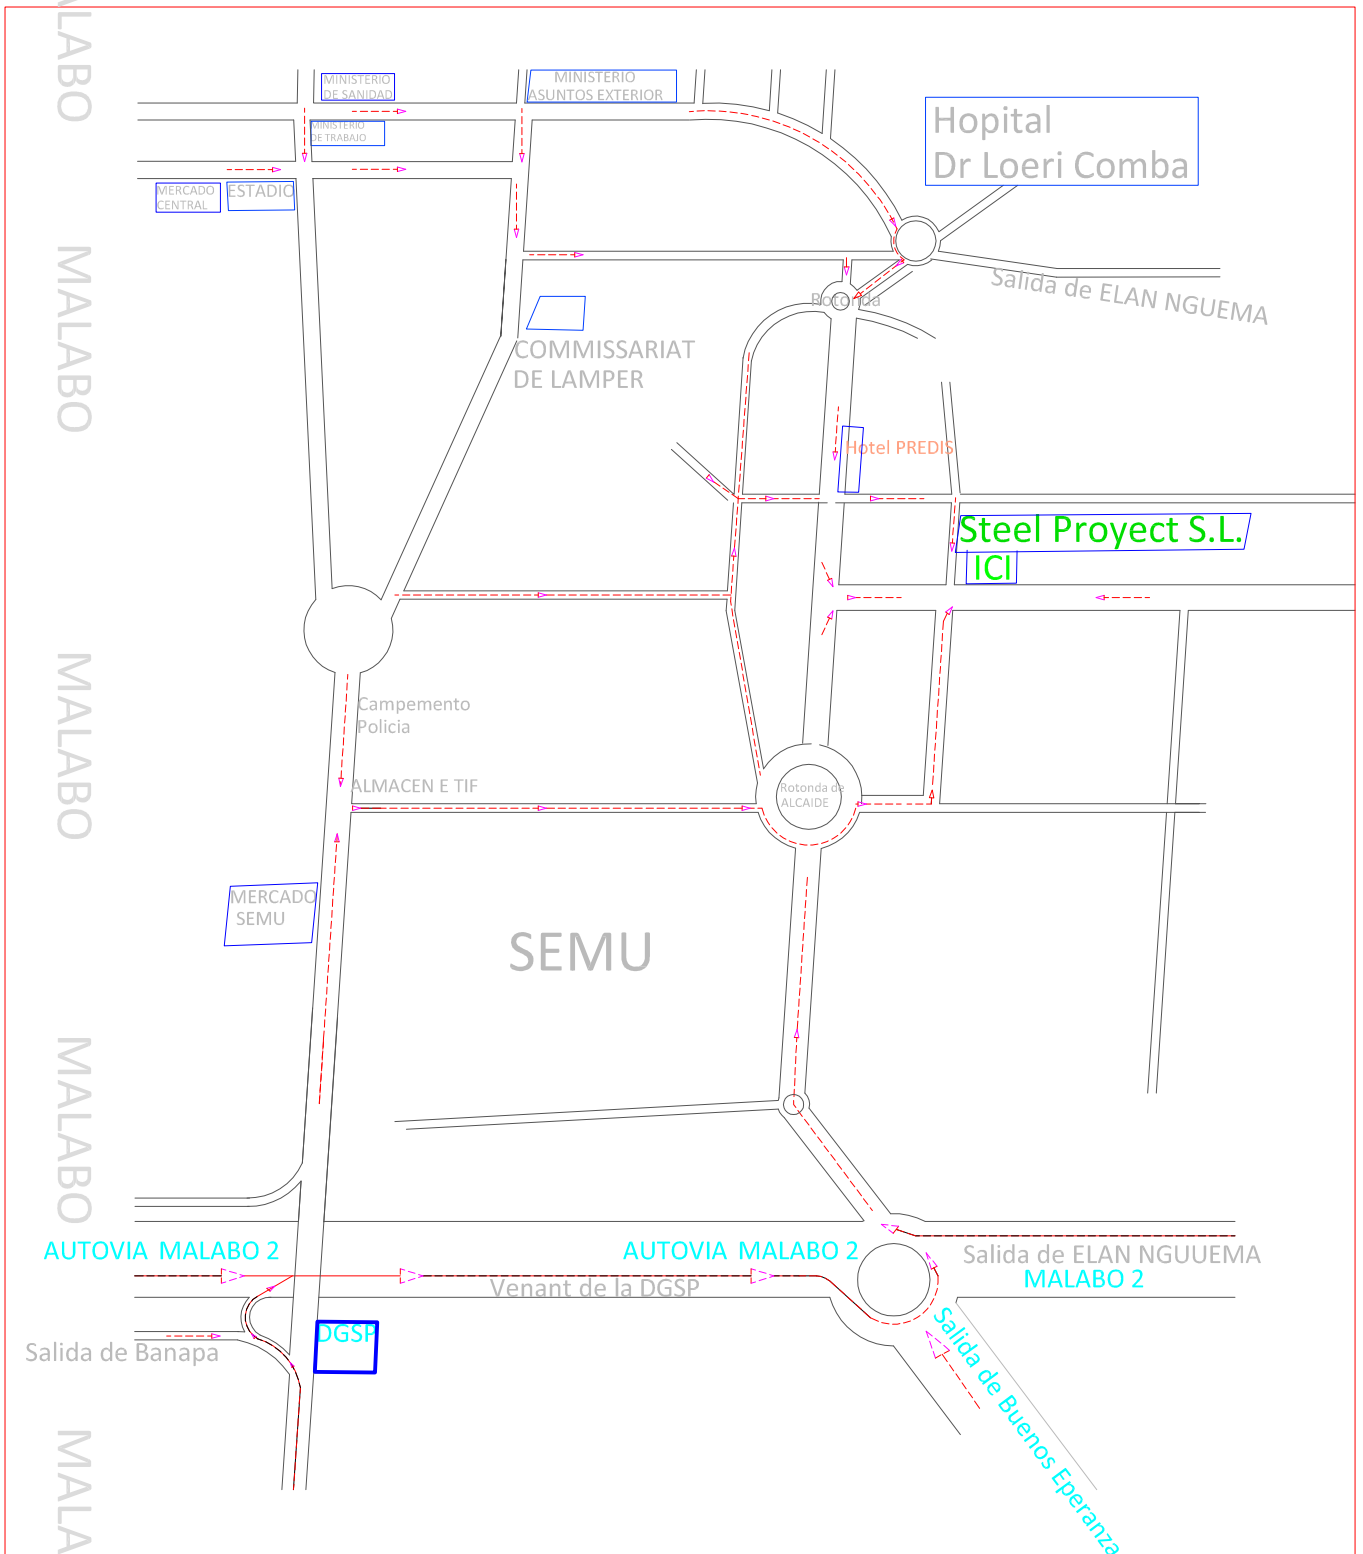 MALABO
MINISTERIO
DE SANIDAD
MINISTERIO
ASUNTOS EXTERIOR
MINISTERIO
DE TRABAJO
Hopital
Dr Loeri Comba
MERCADO
CENTRAL
ESTADIO
MALABO
Salida de ELAN NGUEMA
Rotonda
COMMISSARIAT
DE LAMPER
Hotel PREDIS
Steel Proyect S.L.
ICI
MALABO
Campemento
Policia
ALMACEN E TIF
Rotonda de
ALCAIDE
MERCADO
SEMU
SEMU
MALABO
AUTOVIA MALABO 2
AUTOVIA MALABO 2
Salida de ELAN NGUUEMA
MALABO 2
Venant de la DGSP
DGSP
Salida de Banapa
Salida de Buenos Eperanza
MALA